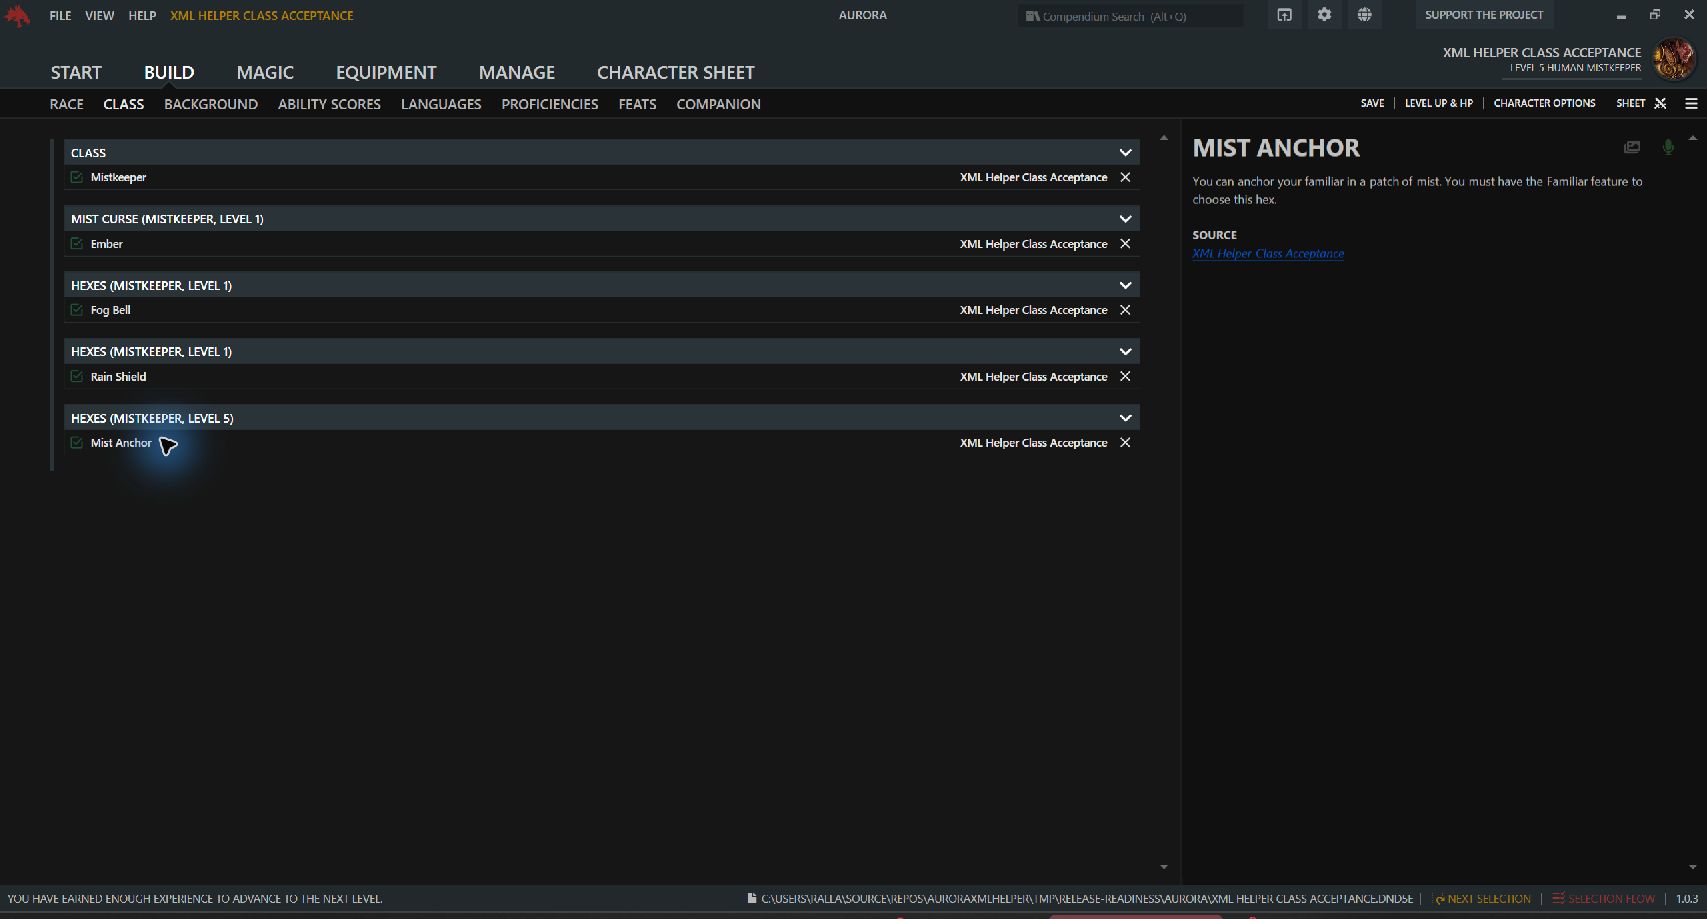 FILE VIEW HELP XML HELPER CLASS ACCEPTANCE
AURORA
Compendium Search (Alt+Q)
SUPPORT THE PROJECT
START BUILD MAGIC EQUIPMENT MANAGE CHARACTER SHEET
XML HELPER CLASS ACCEPTANCE
LEVEL 5 HUMAN MISTKEEPER
RACE CLASS BACKGROUND ABILITY SCORES LANGUAGES PROFICIENCIES FEATS COMPANION
SAVE LEVEL UP & HP CHARACTER OPTIONS SHEET
CLASS
Mistkeeper XML Helper Class Acceptance
MIST CURSE (MISTKEEPER, LEVEL 1)
Ember XML Helper Class Acceptance
HEXES (MISTKEEPER, LEVEL 1)
Fog Bell XML Helper Class Acceptance
HEXES (MISTKEEPER, LEVEL 1)
Rain Shield XML Helper Class Acceptance
HEXES (MISTKEEPER, LEVEL 5)
Mist Anchor XML Helper Class Acceptance
MIST ANCHOR
You can anchor your familiar in a patch of mist. You must have the Familiar feature to
choose this hex.
SOURCE
XML Helper Class Acceptance
YOU HAVE EARNED ENOUGH EXPERIENCE TO ADVANCE TO THE NEXT LEVEL.
C:\USERS\RALLA\SOURCE\REPOS\AURORAXMLHELPER\TMP\RELEASE-READINESS\AURORA\XML HELPER CLASS ACCEPTANCE.DND5E
NEXT SELECTION
SELECTION FLOW
1.0.3